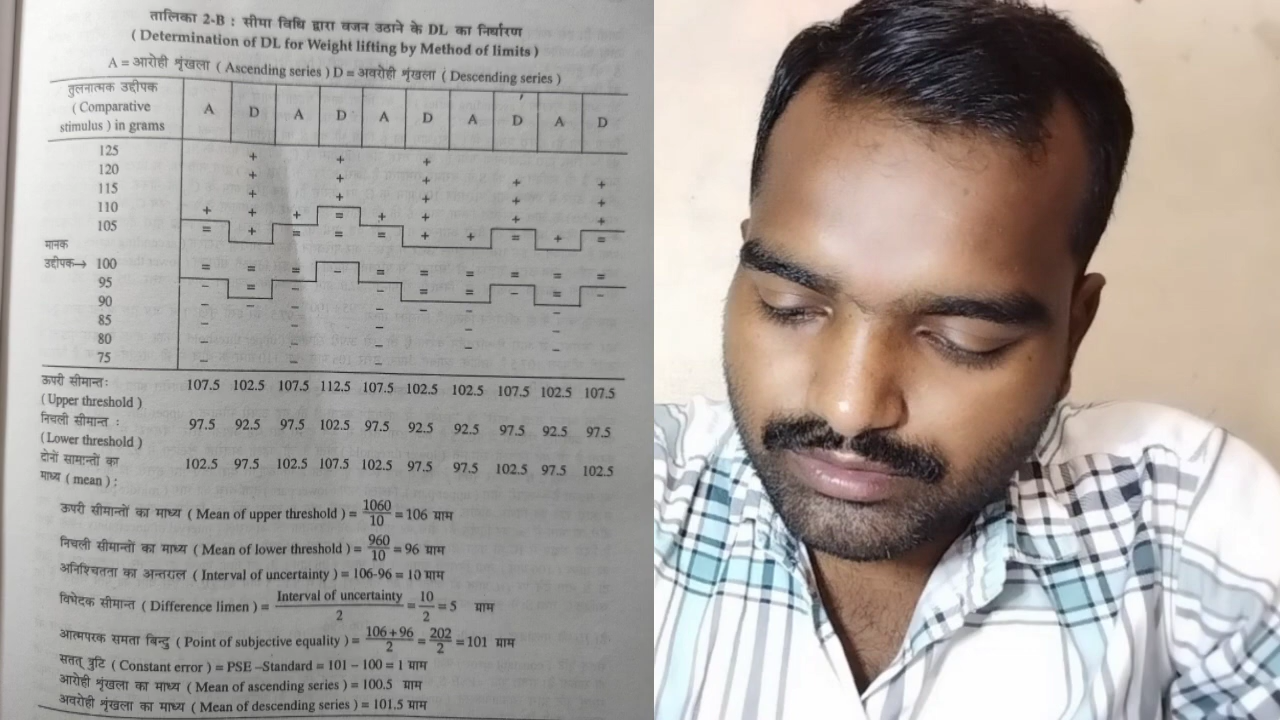 तालिका 2-B : सीमा विधि द्वारा वजन उठाने के DL का निर्धारण
( Determination of DL for Weight lifting by Method of limits )
A = आरोही शृंखला ( Ascending series ) D = अवरोही शृंखला ( Descending series )
तुलनात्मक उद्दीपक
( Comparative
stimulus ) in grams
A D A D A D A D A D
125 + + +
120 + + +
115 + + + + +
110 + + + = + + + +
105 = + = = = + + = + =
मानक
उद्दीपक→ 100 = = = − = = = = = =
95 − = − − = = − = −
90 − − − − − − −
85 − − − − −
80 − − − − −
75 − − −
ऊपरी सीमान्तः
107.5 102.5 107.5 112.5 107.5 102.5 102.5 107.5 102.5 107.5
( Upper threshold )
निचली सीमान्त :
97.5 92.5 97.5 102.5 97.5 92.5 92.5 97.5 92.5 97.5
(Lower threshold )
दोनों सामान्तों का
102.5 97.5 102.5 107.5 102.5 97.5 97.5 102.5 97.5 102.5
माध्य ( mean ) :
ऊपरी सीमान्तों का माध्य ( Mean of upper threshold ) = 1060/10 = 106 ग्राम
निचली सीमान्तों का माध्य ( Mean of lower threshold ) = 960/10 = 96 ग्राम
अनिश्चितता का अन्तराल ( Interval of uncertainty ) = 106-96 = 10 ग्राम
विभेदक सीमान्त ( Difference limen ) = Interval of uncertainty/2 = 10/2 = 5 ग्राम
आत्मपरक समता बिन्दु ( Point of subjective equality ) = 106 + 96/2 = 202/2 = 101 ग्राम
सतत् त्रुटि ( Constant error ) = PSE –Standard = 101 – 100 = 1 ग्राम
आरोही शृंखला का माध्य ( Mean of ascending series ) = 100.5 ग्राम
अवरोही शृंखला का माध्य ( Mean of descending series ) = 101.5 ग्राम